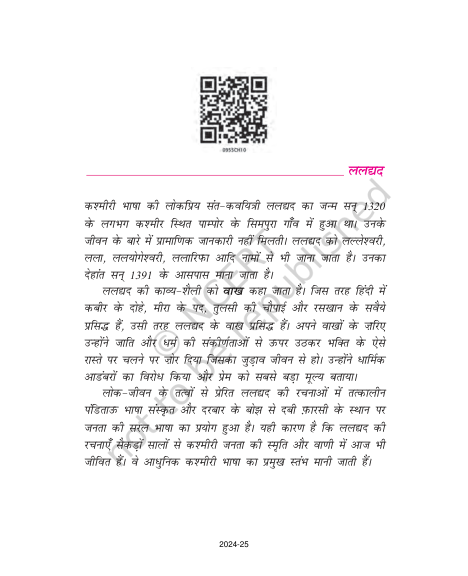 0955CH10
ललद्यद
कश्मीरी भाषा की लोकप्रिय संत-कवयित्री ललद्यद का जन्म सन् 1320
के लगभग कश्मीर स्थित पाम्पोर के सिमपुरा गाँव में हुआ था। उनके
जीवन के बारे में प्रामाणिक जानकारी नहीं मिलती। ललद्यद को लल्लेश्वरी,
लला, ललयोगेश्वरी, ललारिफा आदि नामों से भी जाना जाता है। उनका
देहांत सन् 1391 के आसपास माना जाता है।
ललद्यद की काव्य-शैली को वाख कहा जाता है। जिस तरह हिंदी में
कबीर के दोहे, मीरा के पद, तुलसी की चौपाई और रसखान के सवैये
प्रसिद्ध हैं, उसी तरह ललद्यद के वाख प्रसिद्ध हैं। अपने वाखों के ज़रिए
उन्होंने जाति और धर्म की संकीर्णताओं से ऊपर उठकर भक्ति के ऐसे
रास्ते पर चलने पर ज़ोर दिया जिसका जुड़ाव जीवन से हो। उन्होंने धार्मिक
आडंबरों का विरोध किया और प्रेम को सबसे बड़ा मूल्य बताया।
लोक-जीवन के तत्वों से प्रेरित ललद्यद की रचनाओं में तत्कालीन
पंडिताऊ भाषा संस्कृत और दरबार के बोझ से दबी फ़ारसी के स्थान पर
जनता की सरल भाषा का प्रयोग हुआ है। यही कारण है कि ललद्यद की
रचनाएँ सैकड़ों सालों से कश्मीरी जनता की स्मृति और वाणी में आज भी
जीवित हैं। वे आधुनिक कश्मीरी भाषा का प्रमुख स्तंभ मानी जाती हैं।
© NCERT
not to be republished
2024-25